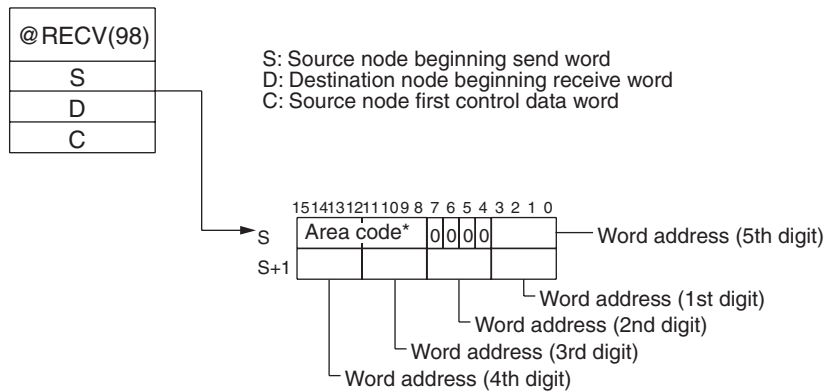 @RECV(98)
S
D
C
S: Source node beginning send word
D: Destination node beginning receive word
C: Source node first control data word
15 14 13 12 11 10 9 8 7 6 5 4 3 2 1 0
S Area code* 0 0 0 0 Word address (5th digit)
S+1
Word address (1st digit)
Word address (2nd digit)
Word address (3rd digit)
Word address (4th digit)